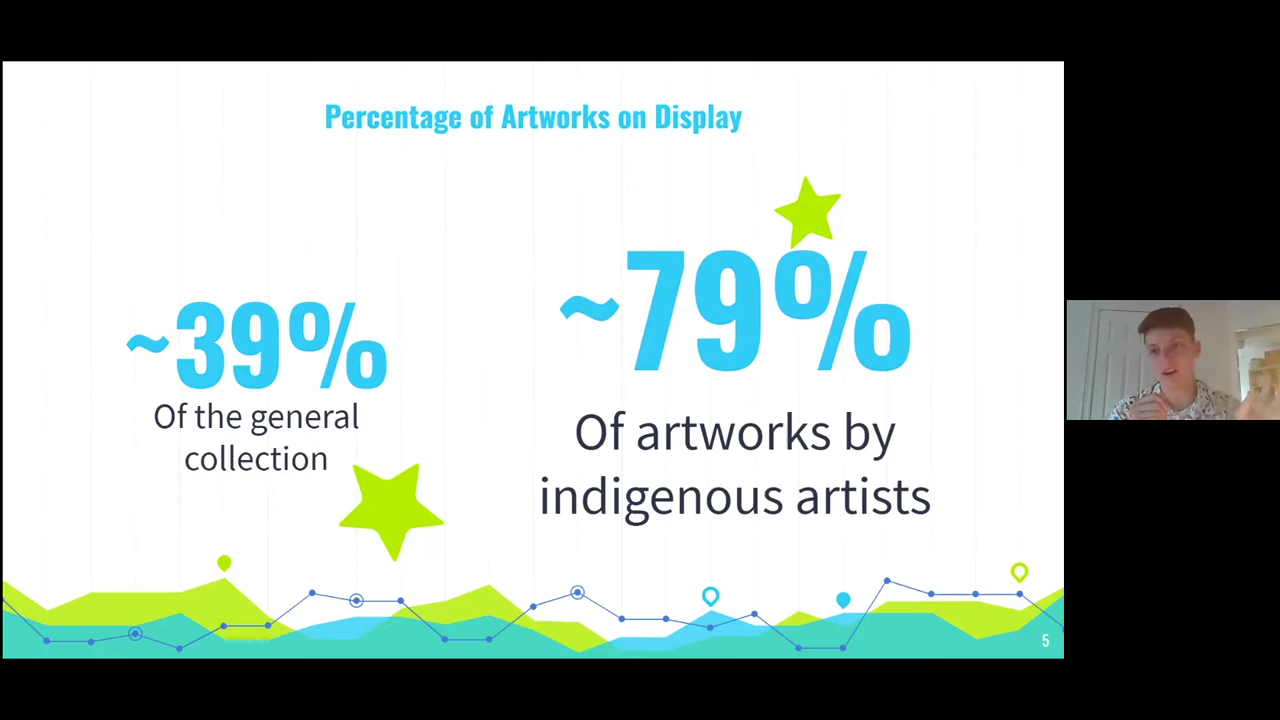 Percentage of Artworks on Display
~39%
Of the general
collection
~79%
Of artworks by
indigenous artists
5